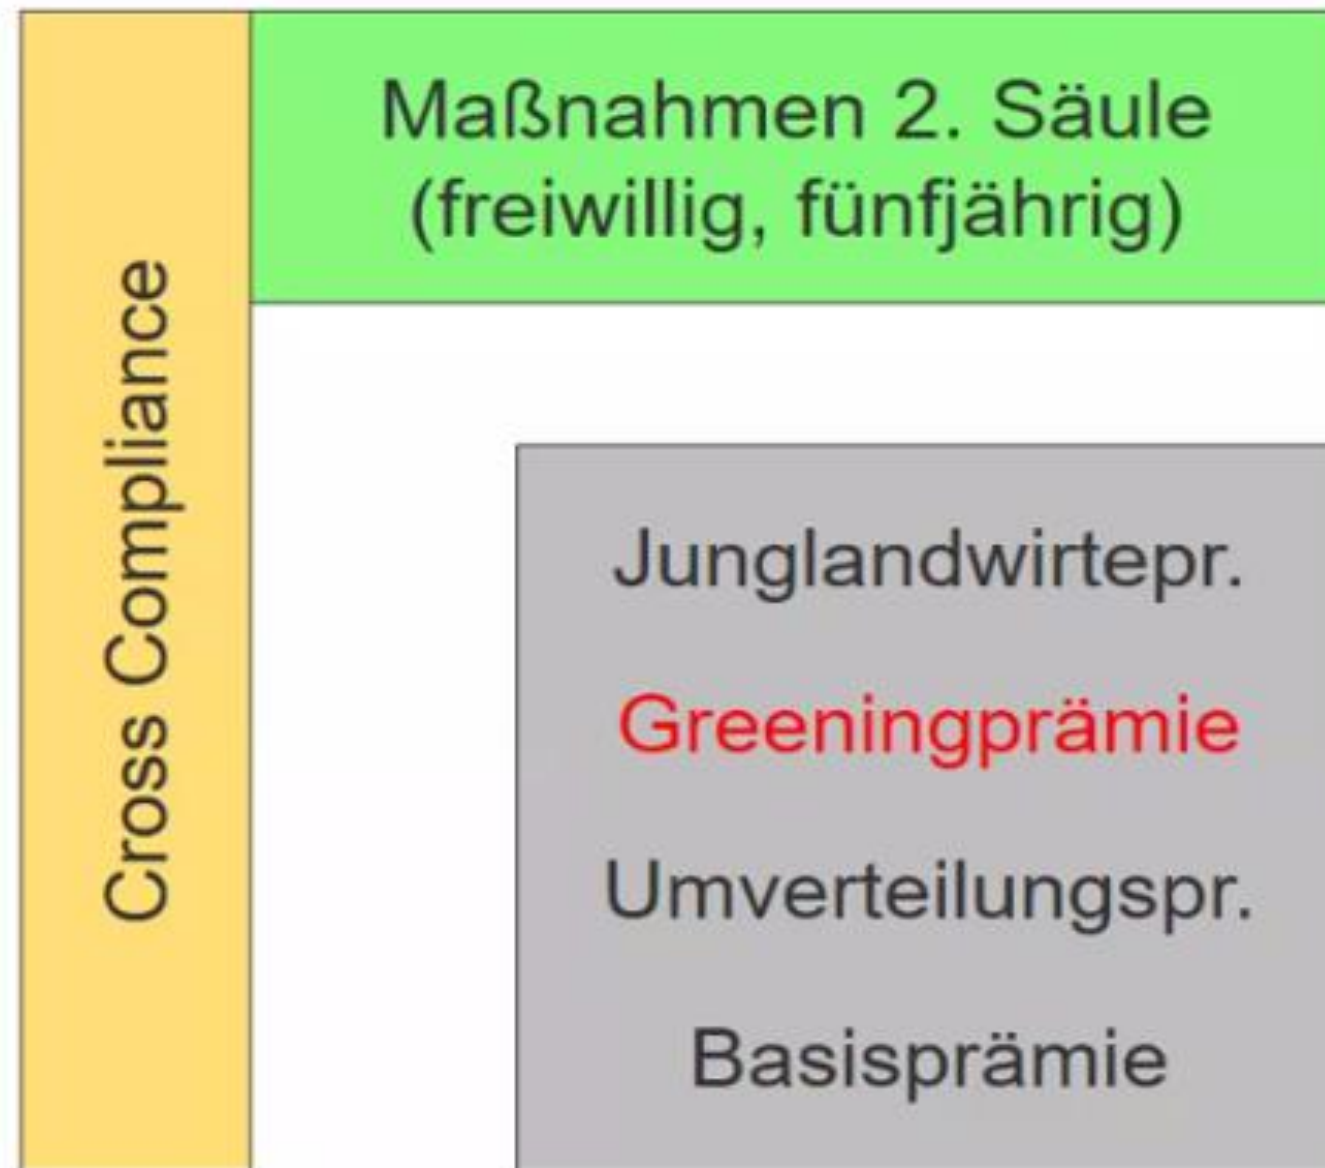 Cross Compliance
Maßnahmen 2. Säule
(freiwillig, fünfjährig)
Junglandwirtepr.
Greeningprämie
Umverteilungspr.
Basisprämie